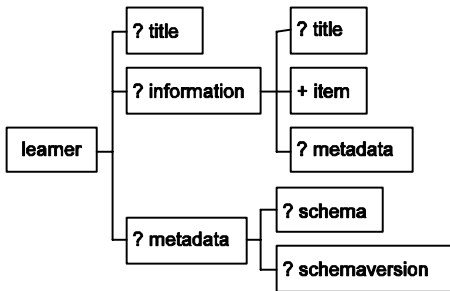 ? title
? title
? information
+ item
learner
? metadata
? schema
? metadata
? schemaversion